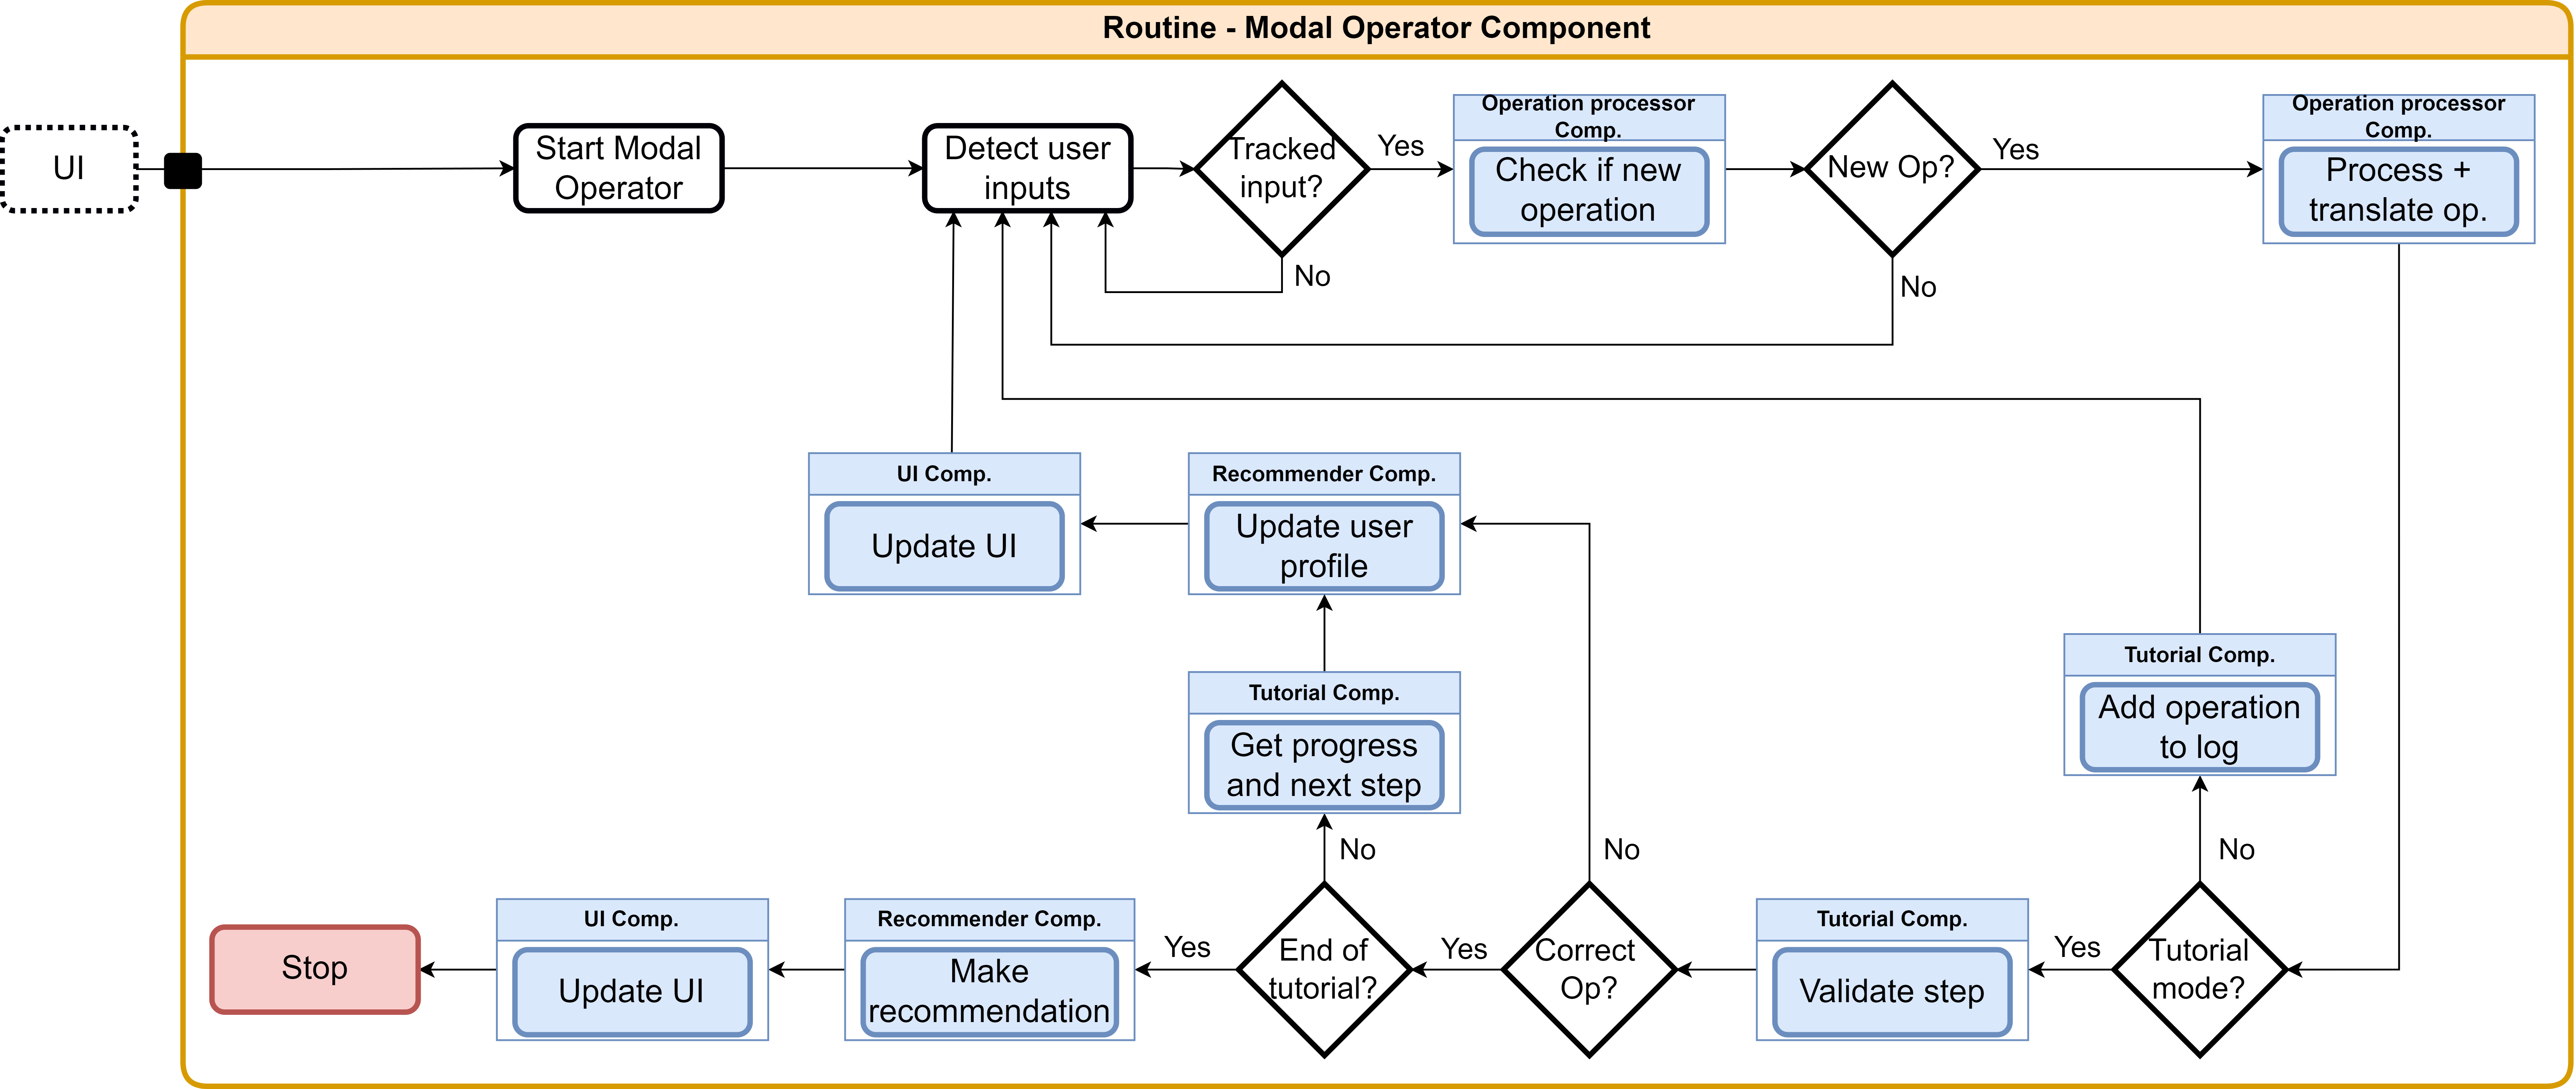 Routine - Modal Operator Component
UI
Start Modal
Operator
Detect user
inputs
Tracked
input?
Yes
No
Operation processor
Comp.
Check if new
operation
New Op?
Yes
No
Operation processor
Comp.
Process +
translate op.
UI Comp.
Update UI
Recommender Comp.
Update user
profile
Tutorial Comp.
Get progress
and next step
Tutorial Comp.
Add operation
to log
No
No
No
Stop
UI Comp.
Update UI
Recommender Comp.
Make
recommendation
Yes
End of
tutorial?
Yes
Correct
Op?
Tutorial Comp.
Validate step
Yes
Tutorial
mode?